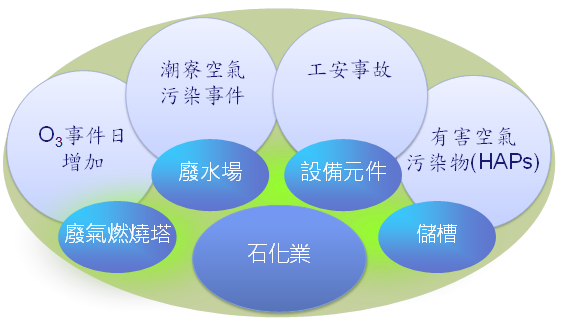 潮寮空氣
污染事件
工安事故
O3事件日
增加
有害空氣
污染物(HAPs)
廢水場
設備元件
廢氣燃燒塔
儲槽
石化業